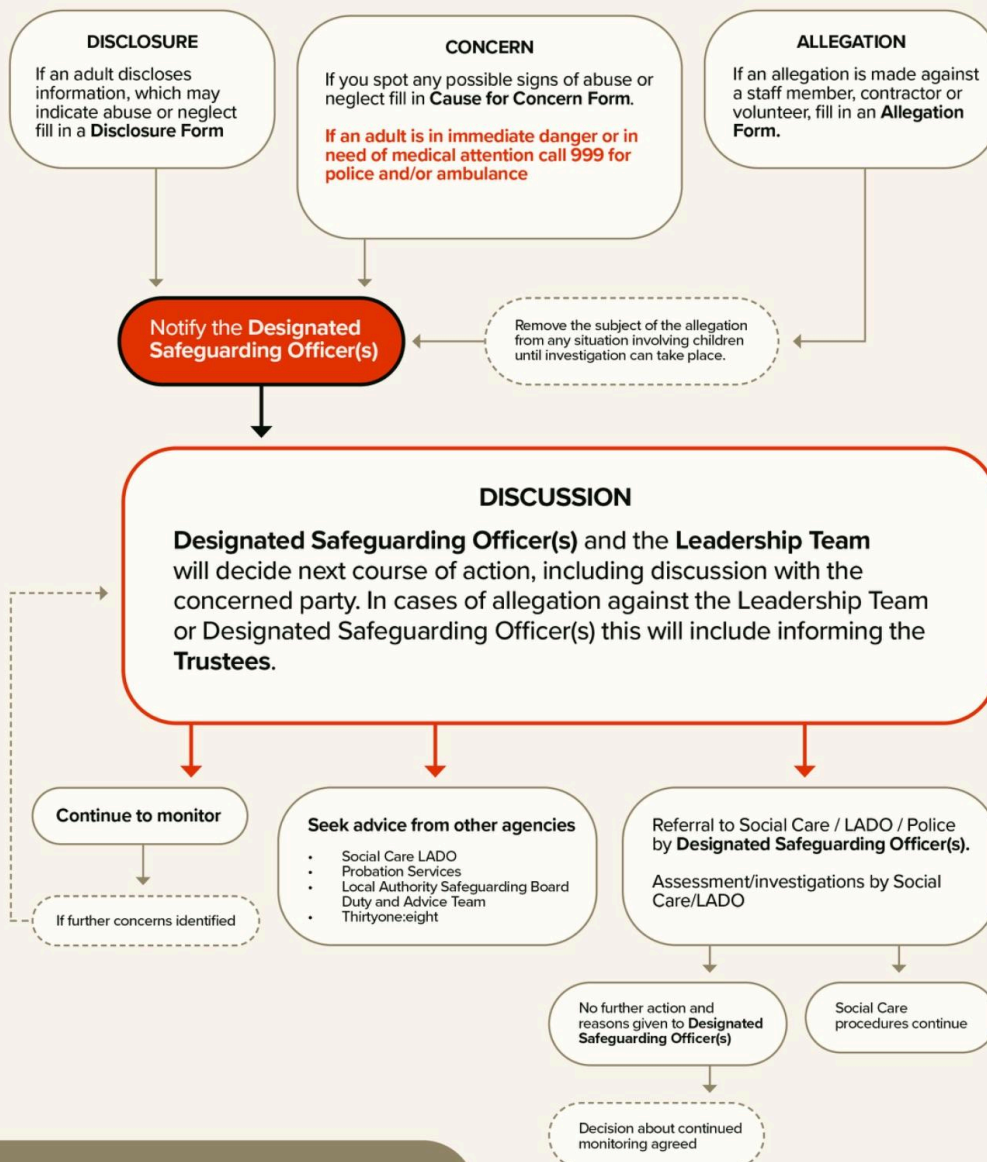 DISCLOSURE
If an adult discloses
information, which may
indicate abuse or neglect
fill in a Disclosure Form
CONCERN
If you spot any possible signs of abuse or
neglect fill in Cause for Concern Form.
If an adult is in immediate danger or in
need of medical attention call 999 for
police and/or ambulance
ALLEGATION
If an allegation is made against
a staff member, contractor or
volunteer, fill in an Allegation
Form.
Notify the Designated
Safeguarding Officer(s)
Remove the subject of the allegation
from any situation involving children
until investigation can take place.
DISCUSSION
Designated Safeguarding Officer(s) and the Leadership Team
will decide next course of action, including discussion with the
concerned party. In cases of allegation against the Leadership Team
or Designated Safeguarding Officer(s) this will include informing the
Trustees.
Continue to monitor
If further concerns identified
Seek advice from other agencies
• Social Care LADO
• Probation Services
• Local Authority Safeguarding Board
Duty and Advice Team
• Thirtyone:eight
Referral to Social Care / LADO / Police
by Designated Safeguarding Officer(s).
Assessment/investigations by Social
Care/LADO
No further action and
reasons given to Designated
Safeguarding Officer(s)
Social Care
procedures continue
Decision about continued
monitoring agreed